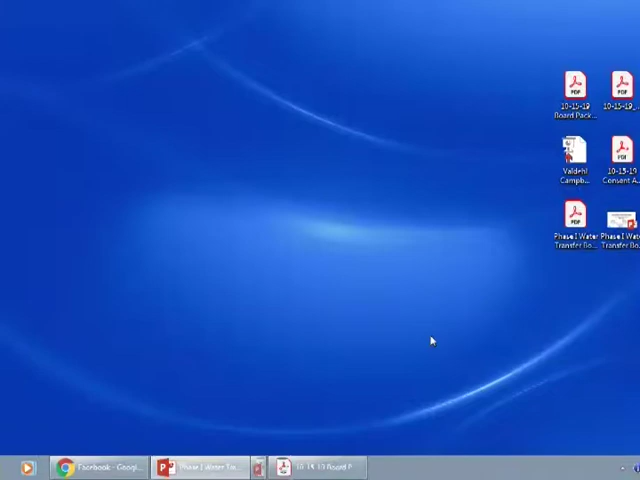 10-15-19
Board Pack...
10-15-19_...
Valdehi
Campb...
10-15-19
Consent A...
Phase I Water
Transfer Bo...
Phase I Wat
Transfer Bo...
Facebook - Googl...
Phase I Water Tra...
10-15-19 Board P...